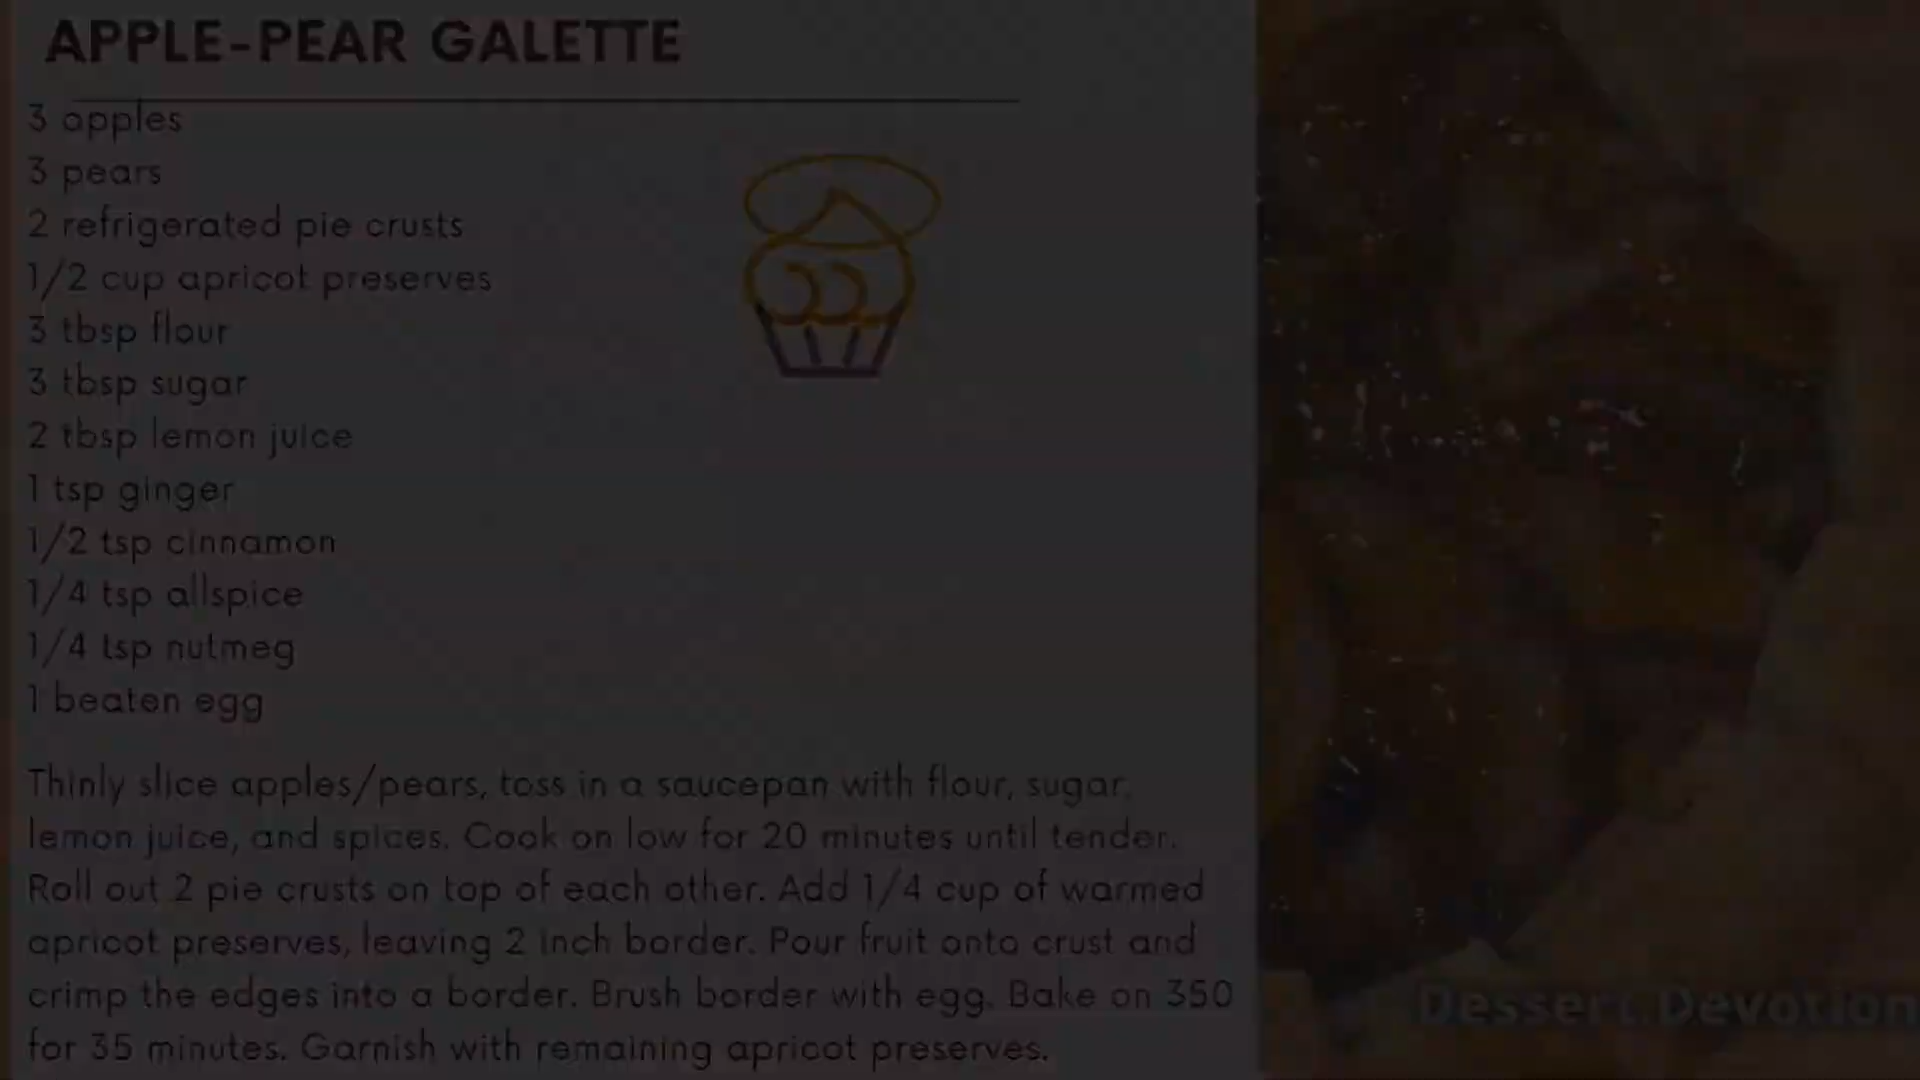 APPLE-PEAR GALETTE
3 apples
3 pears
2 refrigerated pie crusts
1/2 cup apricot preserves
3 tbsp flour
3 tbsp sugar
2 tbsp lemon juice
1 tsp ginger
1/2 tsp cinnamon
1/4 tsp allspice
1/4 tsp nutmeg
1 beaten egg
Thinly slice apples/pears, toss in a saucepan with flour, sugar,
lemon juice, and spices. Cook on low for 20 minutes until tender.
Roll out 2 pie crusts on top of each other. Add 1/4 cup of warmed
apricot preserves, leaving 2 inch border. Pour fruit onto crust and
crimp the edges into a border. Brush border with egg. Bake on 350
for 35 minutes. Garnish with remaining apricot preserves.
Dessert Devotion